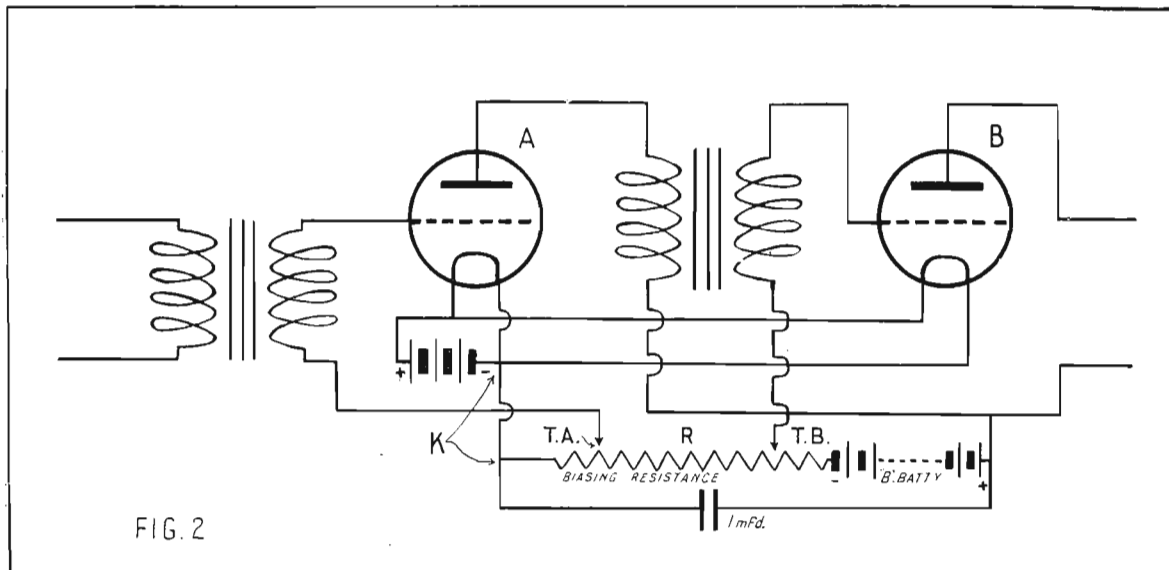 A
B
+ -
K
T.A. R T.B.
BIASING RESISTANCE - "B". BATTY +
1 mFd.
FIG. 2